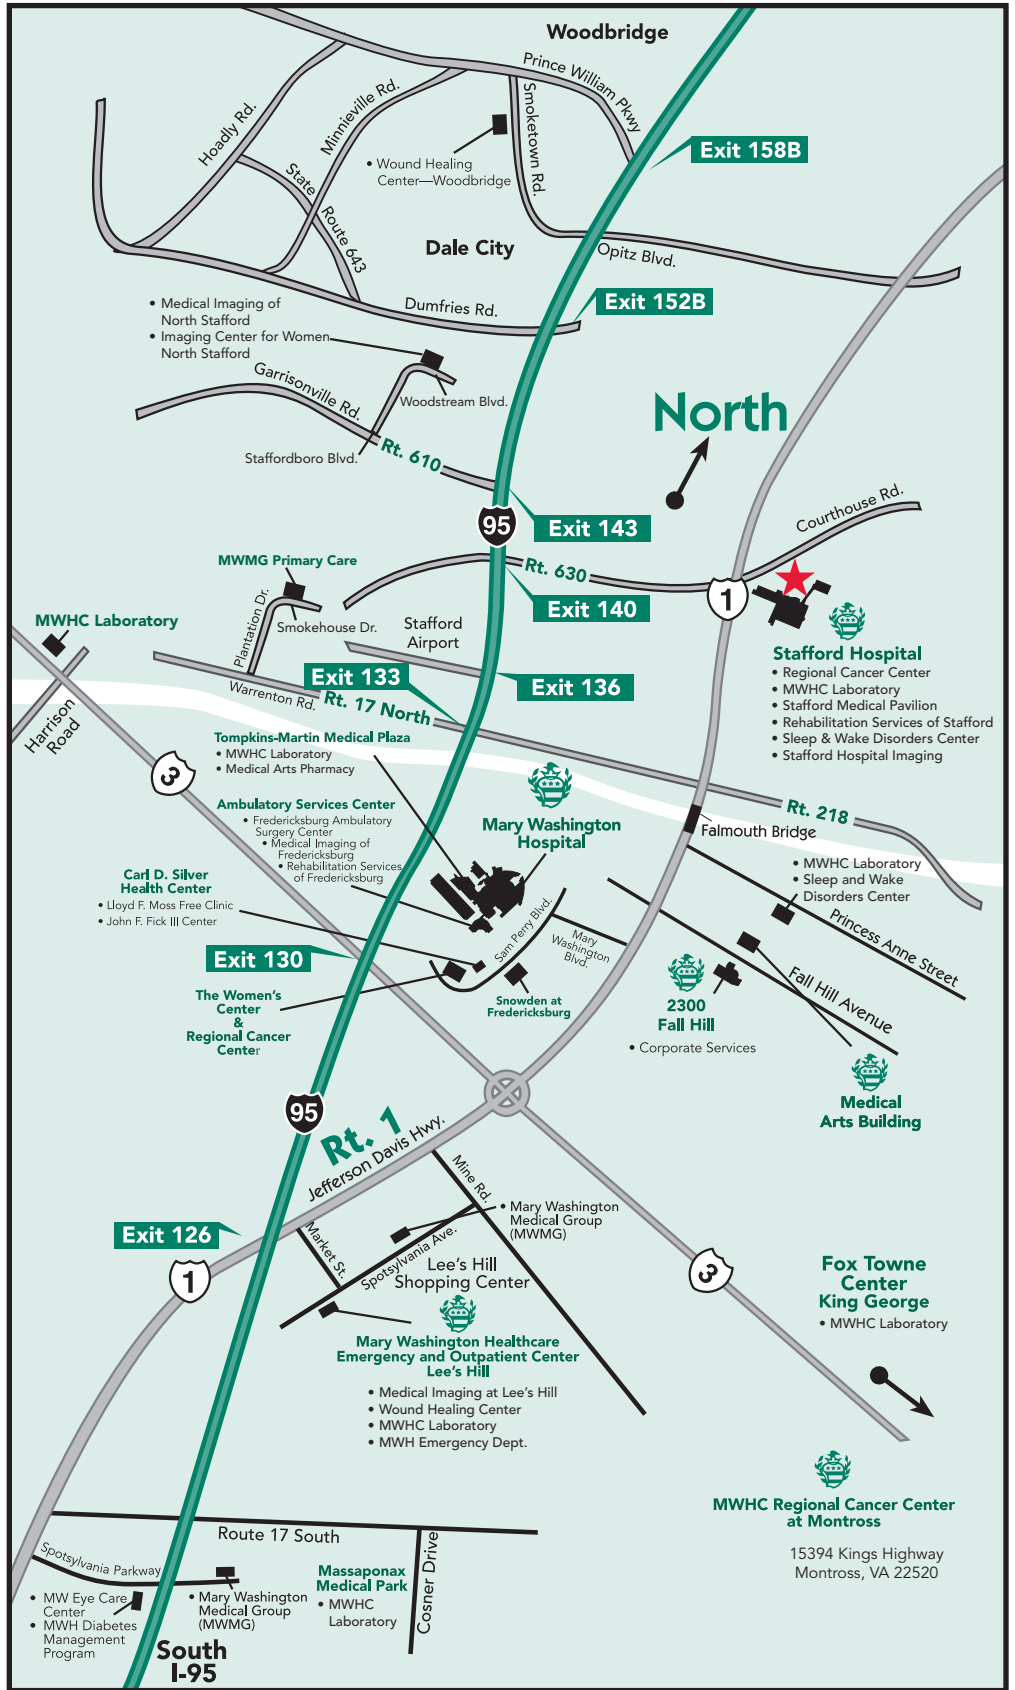 Woodbridge
Prince William Pkwy
Hoadly Rd.
Minnieville Rd.
Smoketown Rd.
Exit 158B
• Wound Healing
Center—Woodbridge
State
Route 643
Dale City
Opitz Blvd.
Dumfries Rd.
Exit 152B
• Medical Imaging of
North Stafford
• Imaging Center for Women
North Stafford
Garrisonville Rd.
Woodstream Blvd.
North
Staffordboro Blvd.
Rt. 610
95
Exit 143
Courthouse Rd.
MWMG Primary Care
Rt. 630
Exit 140
1
Plantation Dr.
Smokehouse Dr.
MWHC Laboratory
Stafford
Airport
Stafford Hospital
• Regional Cancer Center
• MWHC Laboratory
• Stafford Medical Pavilion
• Rehabilitation Services of Stafford
• Sleep & Wake Disorders Center
• Stafford Hospital Imaging
Exit 133
Exit 136
Warrenton Rd.
Rt. 17 North
Harrison
Road
3
Tompkins-Martin Medical Plaza
• MWHC Laboratory
• Medical Arts Pharmacy
Ambulatory Services Center
• Fredericksburg Ambulatory
Surgery Center
• Medical Imaging of
Fredericksburg
• Rehabilitation Services
of Fredericksburg
Mary Washington
Hospital
Rt. 218
Falmouth Bridge
• MWHC Laboratory
• Sleep and Wake
Disorders Center
Carl D. Silver
Health Center
• Lloyd F. Moss Free Clinic
• John F. Fick III Center
Sam Perry Blvd.
Mary
Washington
Blvd.
Princess Anne Street
Fall Hill Avenue
Exit 130
The Women's
Center
&
Regional Cancer
Center
Snowden at
Fredericksburg
2300
Fall Hill
• Corporate Services
Medical
Arts Building
95
Rt. 1
Jefferson Davis Hwy.
Mine Rd.
• Mary Washington
Medical Group
(MWMG)
Exit 126
Market St.
Spotsylvania Ave.
1
Lee's Hill
Shopping Center
3
Fox Towne
Center
King George
• MWHC Laboratory
Mary Washington Healthcare
Emergency and Outpatient Center
Lee's Hill
• Medical Imaging at Lee's Hill
• Wound Healing Center
• MWHC Laboratory
• MWH Emergency Dept.
MWHC Regional Cancer Center
at Montross
15394 Kings Highway
Montross, VA 22520
Route 17 South
Spotsylvania Parkway
Massaponax
Medical Park
• MWHC
Laboratory
Cosner Drive
• MW Eye Care
Center
• MWH Diabetes
Management
Program
• Mary Washington
Medical Group
(MWMG)
South
I-95